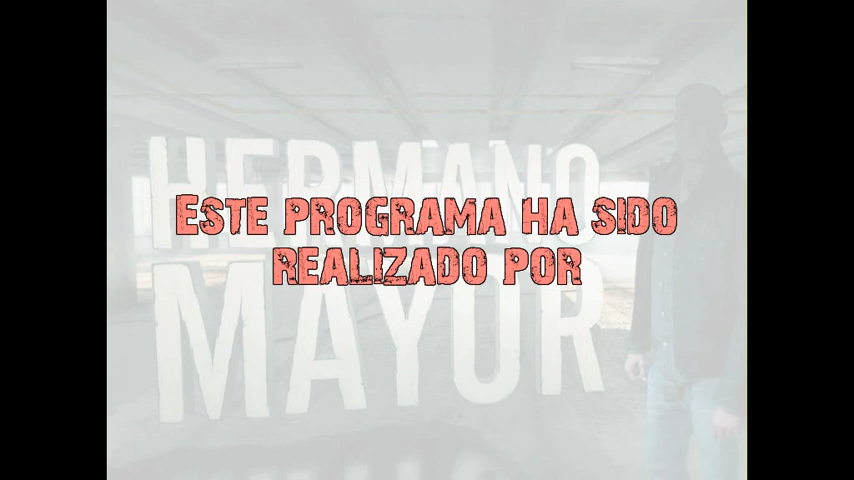 HERMANO
ESTE PROGRAMA HA SIDO
REALIZADO POR
MAYOR